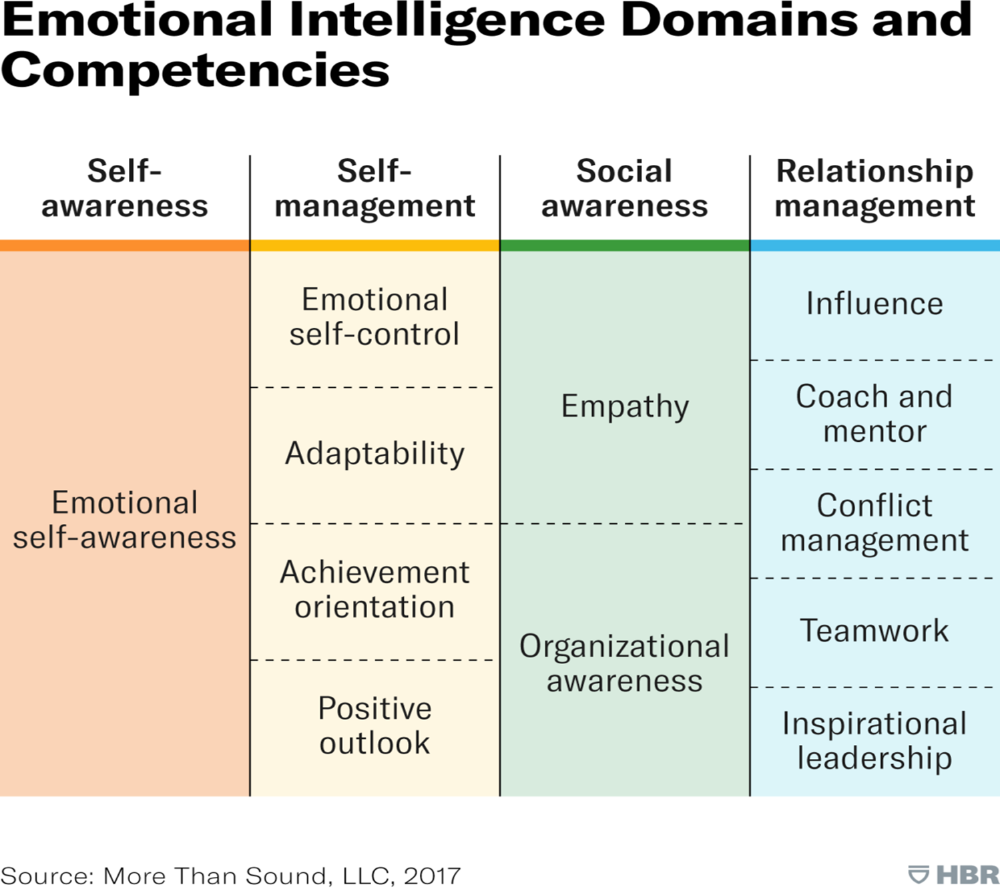 Emotional Intelligence Domains and
Competencies
Self-
awareness
Self-
management
Social
awareness
Relationship
management
Emotional
self-awareness
Emotional
self-control
Adaptability
Achievement
orientation
Positive
outlook
Empathy
Organizational
awareness
Influence
Coach and
mentor
Conflict
management
Teamwork
Inspirational
leadership
Source: More Than Sound, LLC, 2017
HBR